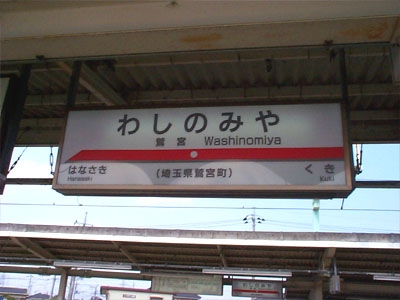 わしのみや
鷲宮 Washinomiya
はなさき くき
Hanasaki (埼玉県鷲宮町) Kuki